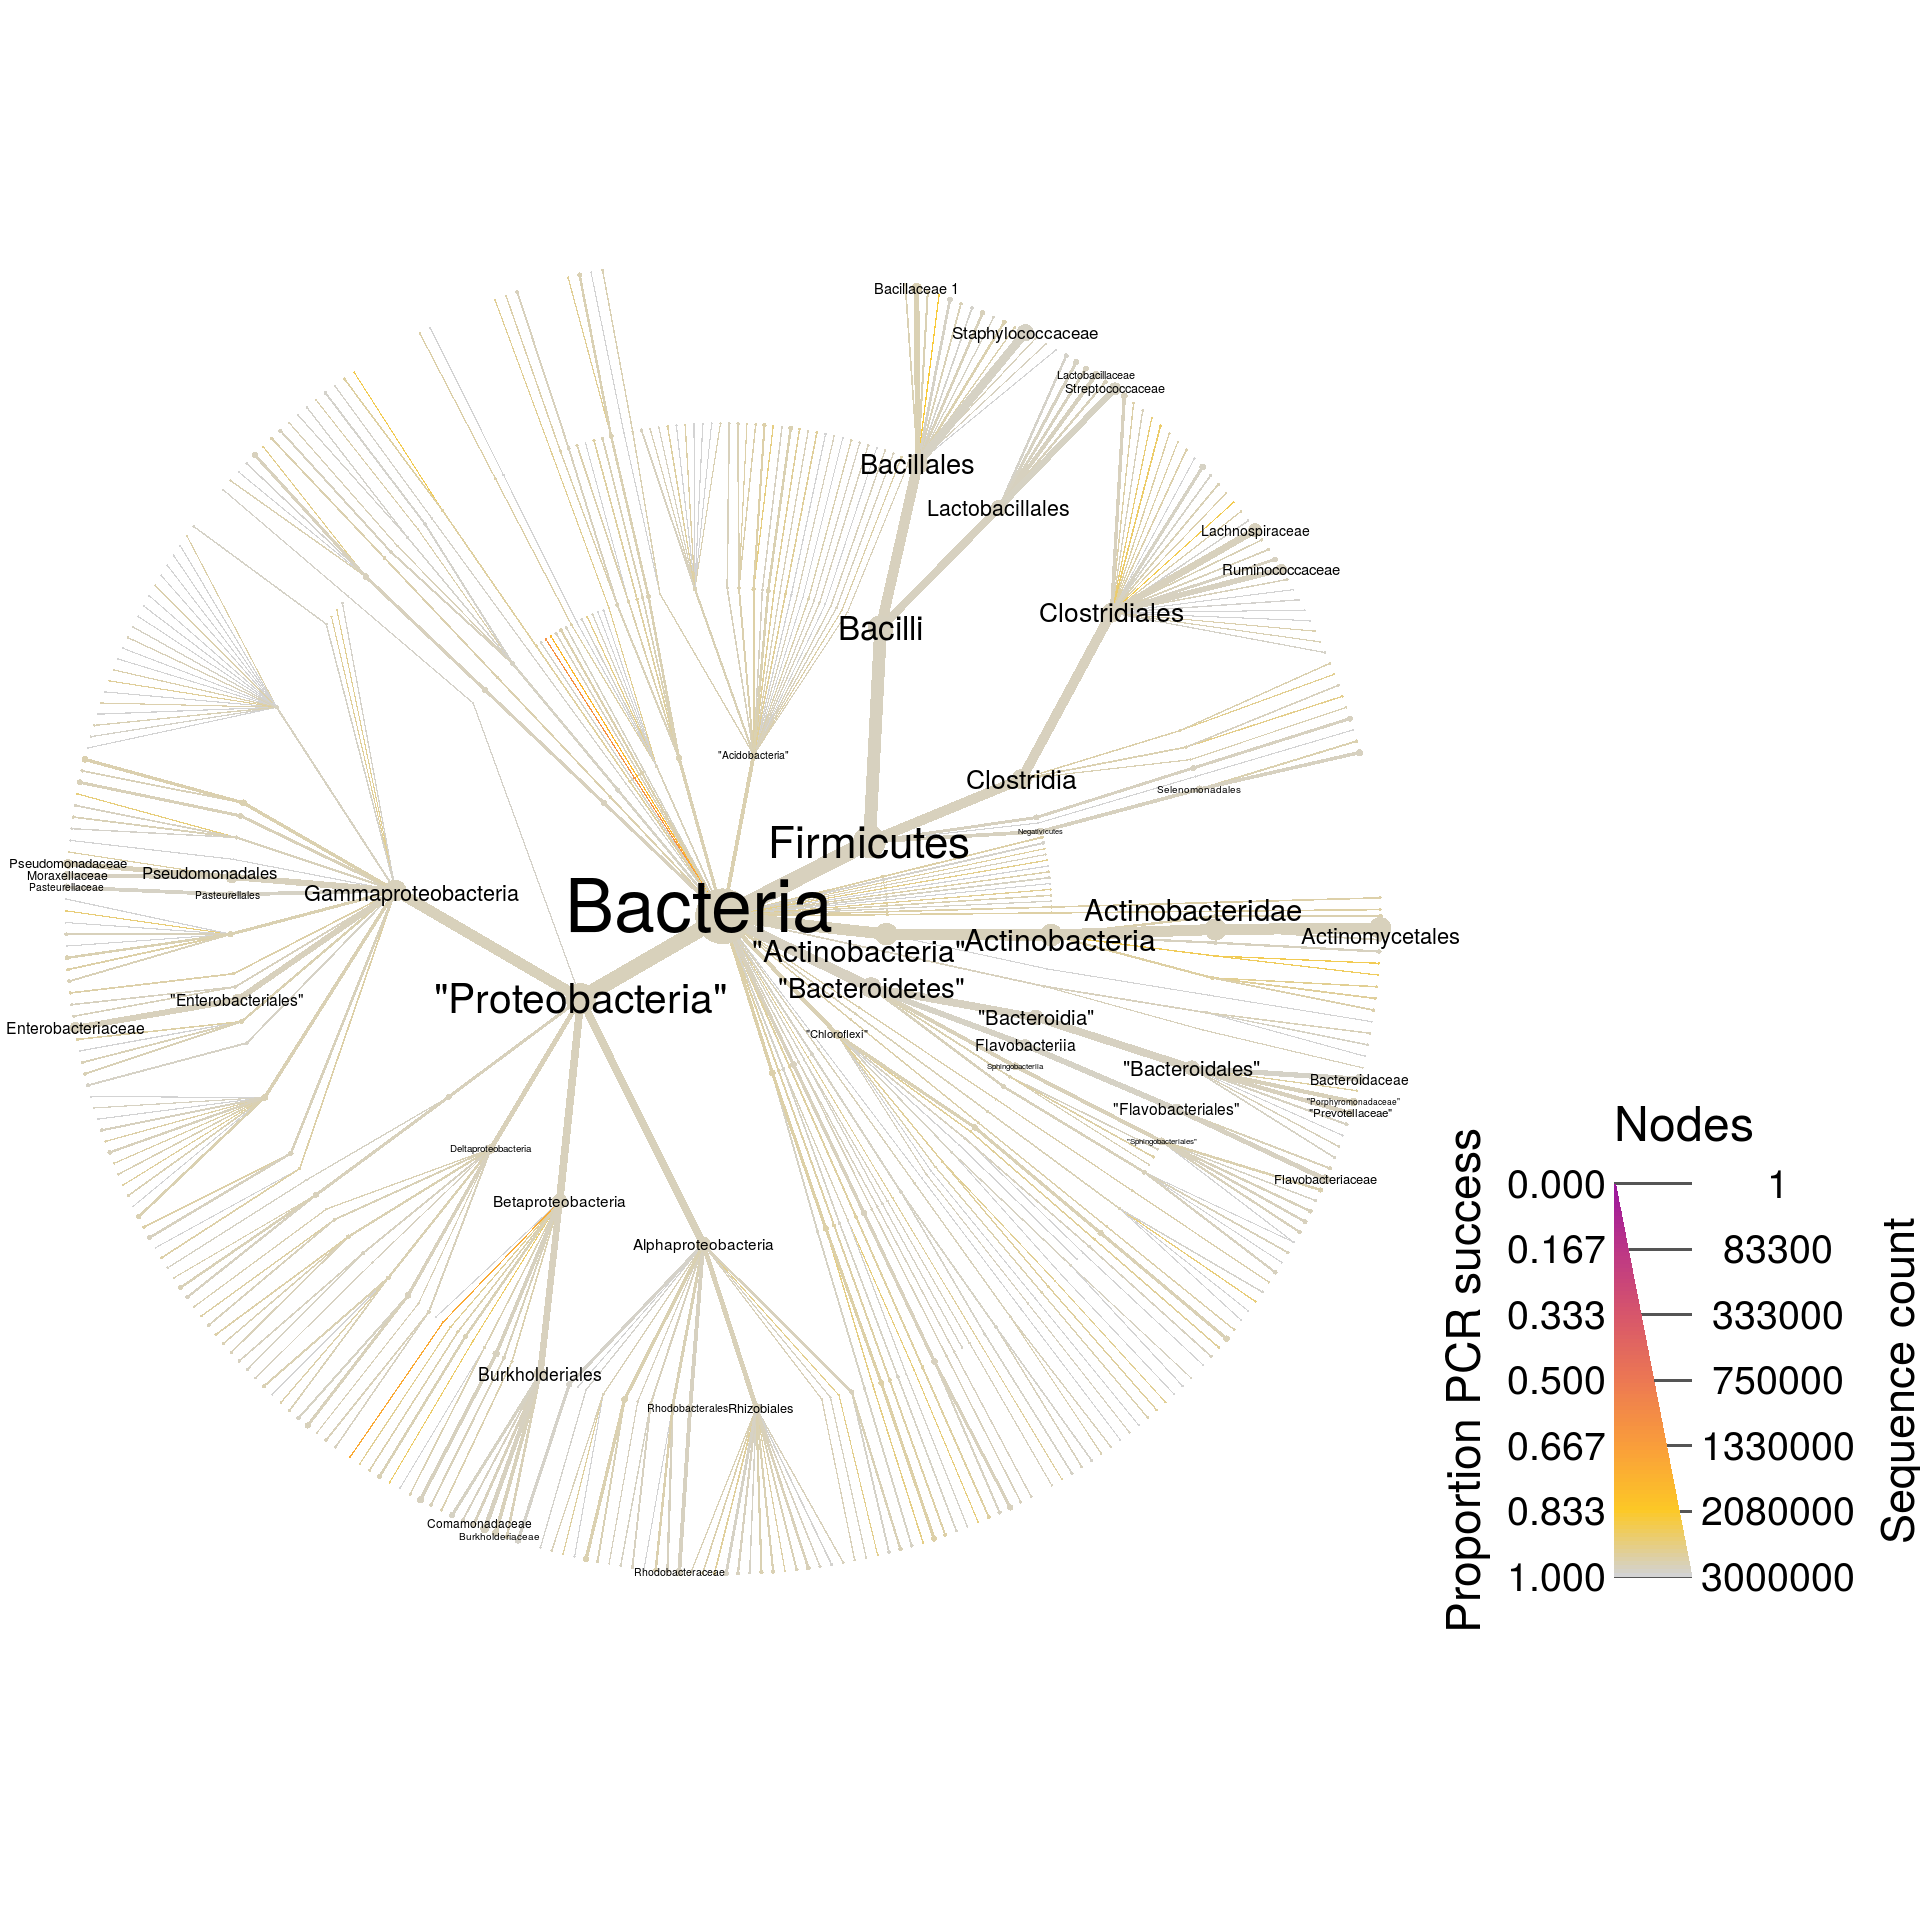 Bacillaceae 1
Staphylococcaceae
Lactobacillaceae
Streptococcaceae
Bacillales
Lactobacillales
Lachnospiraceae
Ruminococcaceae
Clostridiales
Bacilli
"Acidobacteria"
Clostridia
Selenomonadales
Negativicutes
Firmicutes
Pseudomonadaceae
Moraxellaceae
Pasteurellaceae
Pseudomonadales
Pasteurellales
Gammaproteobacteria
Bacteria
Actinobacteridae
"Actinobacteria"
Actinobacteria
Actinomycetales
"Bacteroidetes"
"Proteobacteria"
"Enterobacteriales"
Enterobacteriaceae
"Bacteroidia"
"Chloroflexi"
Flavobacteriia
Sphingobacteriia
"Bacteroidales"
Bacteroidaceae
"Porphyromonadaceae"
"Prevotellaceae"
"Flavobacteriales"
"Sphingobacteriales"
Flavobacteriaceae
Deltaproteobacteria
Betaproteobacteria
Alphaproteobacteria
Burkholderiales
Rhodobacterales
Rhizobiales
Comamonadaceae
Burkholderiaceae
Rhodobacteraceae
Nodes
Proportion PCR success
0.000 1
0.167 83300
0.333 333000
0.500 750000
0.667 1330000
0.833 2080000
1.000 3000000
Sequence count